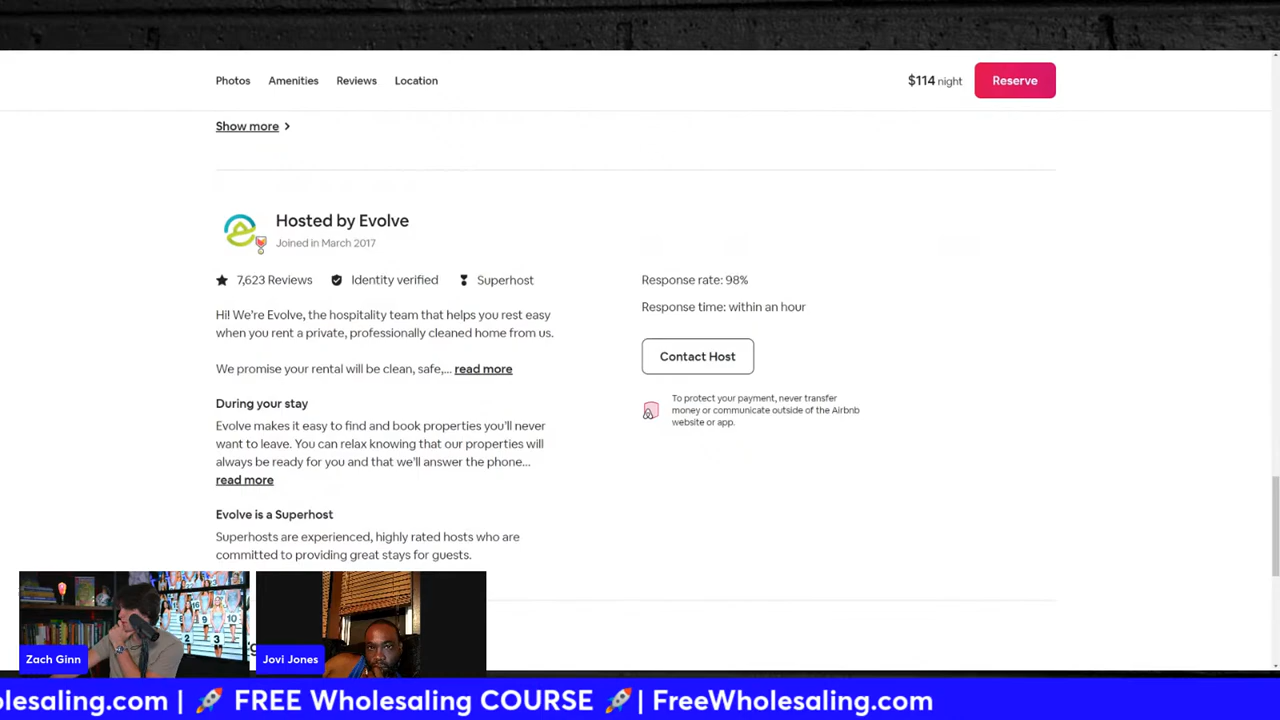 Photos Amenities Reviews Location $114 night Reserve
Show more
Hosted by Evolve
Joined in March 2017
7,623 Reviews Identity verified Superhost
Response rate: 98%
Response time: within an hour
Hi! We're Evolve, the hospitality team that helps you rest easy
when you rent a private, professionally cleaned home from us.
Contact Host
We promise your rental will be clean, safe,... read more
To protect your payment, never transfer
money or communicate outside of the Airbnb
website or app.
During your stay
Evolve makes it easy to find and book properties you'll never
want to leave. You can relax knowing that our properties will
always be ready for you and that we'll answer the phone...
read more
Evolve is a Superhost
Superhosts are experienced, highly rated hosts who are
committed to providing great stays for guests.
9 10
2 3
Zach Ginn
Jovi Jones
olesaling.com | 🚀 FREE Wholesaling COURSE 🚀 | FreeWholesaling.com